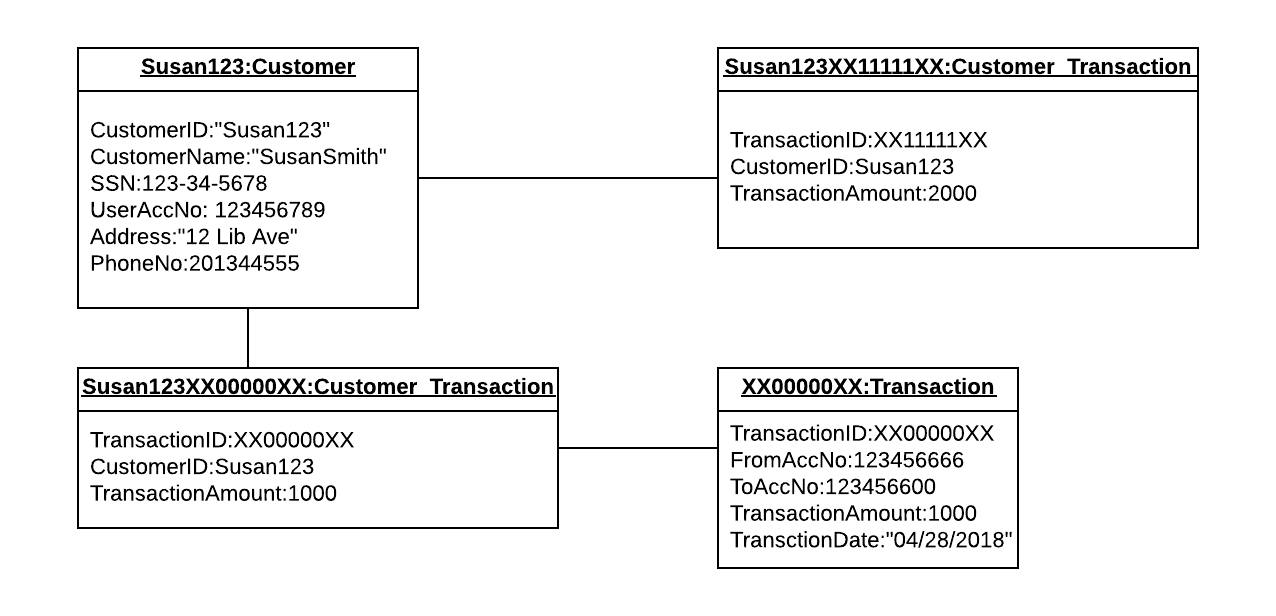 Susan123:Customer
CustomerID:"Susan123"
CustomerName:"SusanSmith"
SSN:123-34-5678
UserAccNo: 123456789
Address:"12 Lib Ave"
PhoneNo:201344555
Susan123XX11111XX:Customer_Transaction
TransactionID:XX11111XX
CustomerID:Susan123
TransactionAmount:2000
Susan123XX00000XX:Customer_Transaction
TransactionID:XX00000XX
CustomerID:Susan123
TransactionAmount:1000
XX00000XX:Transaction
TransactionID:XX00000XX
FromAccNo:123456666
ToAccNo:123456600
TransactionAmount:1000
TransctionDate:"04/28/2018"